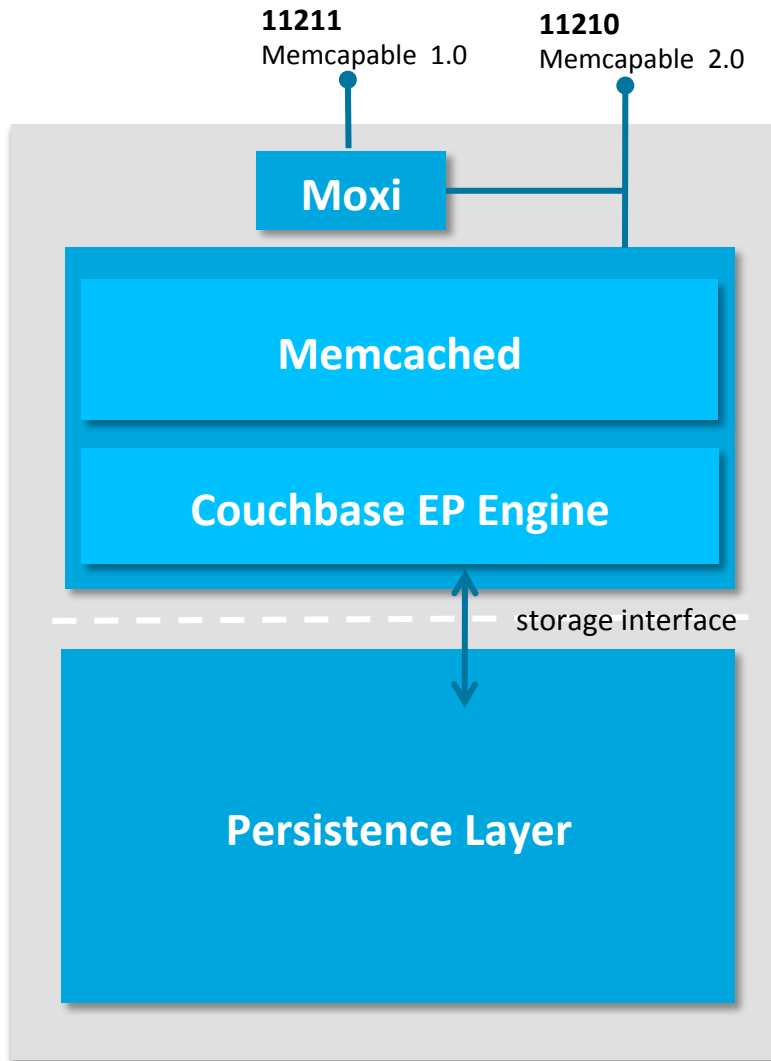 11211
Memcapable 1.0
11210
Memcapable 2.0
Moxi
Memcached
Couchbase EP Engine
storage interface
Persistence Layer